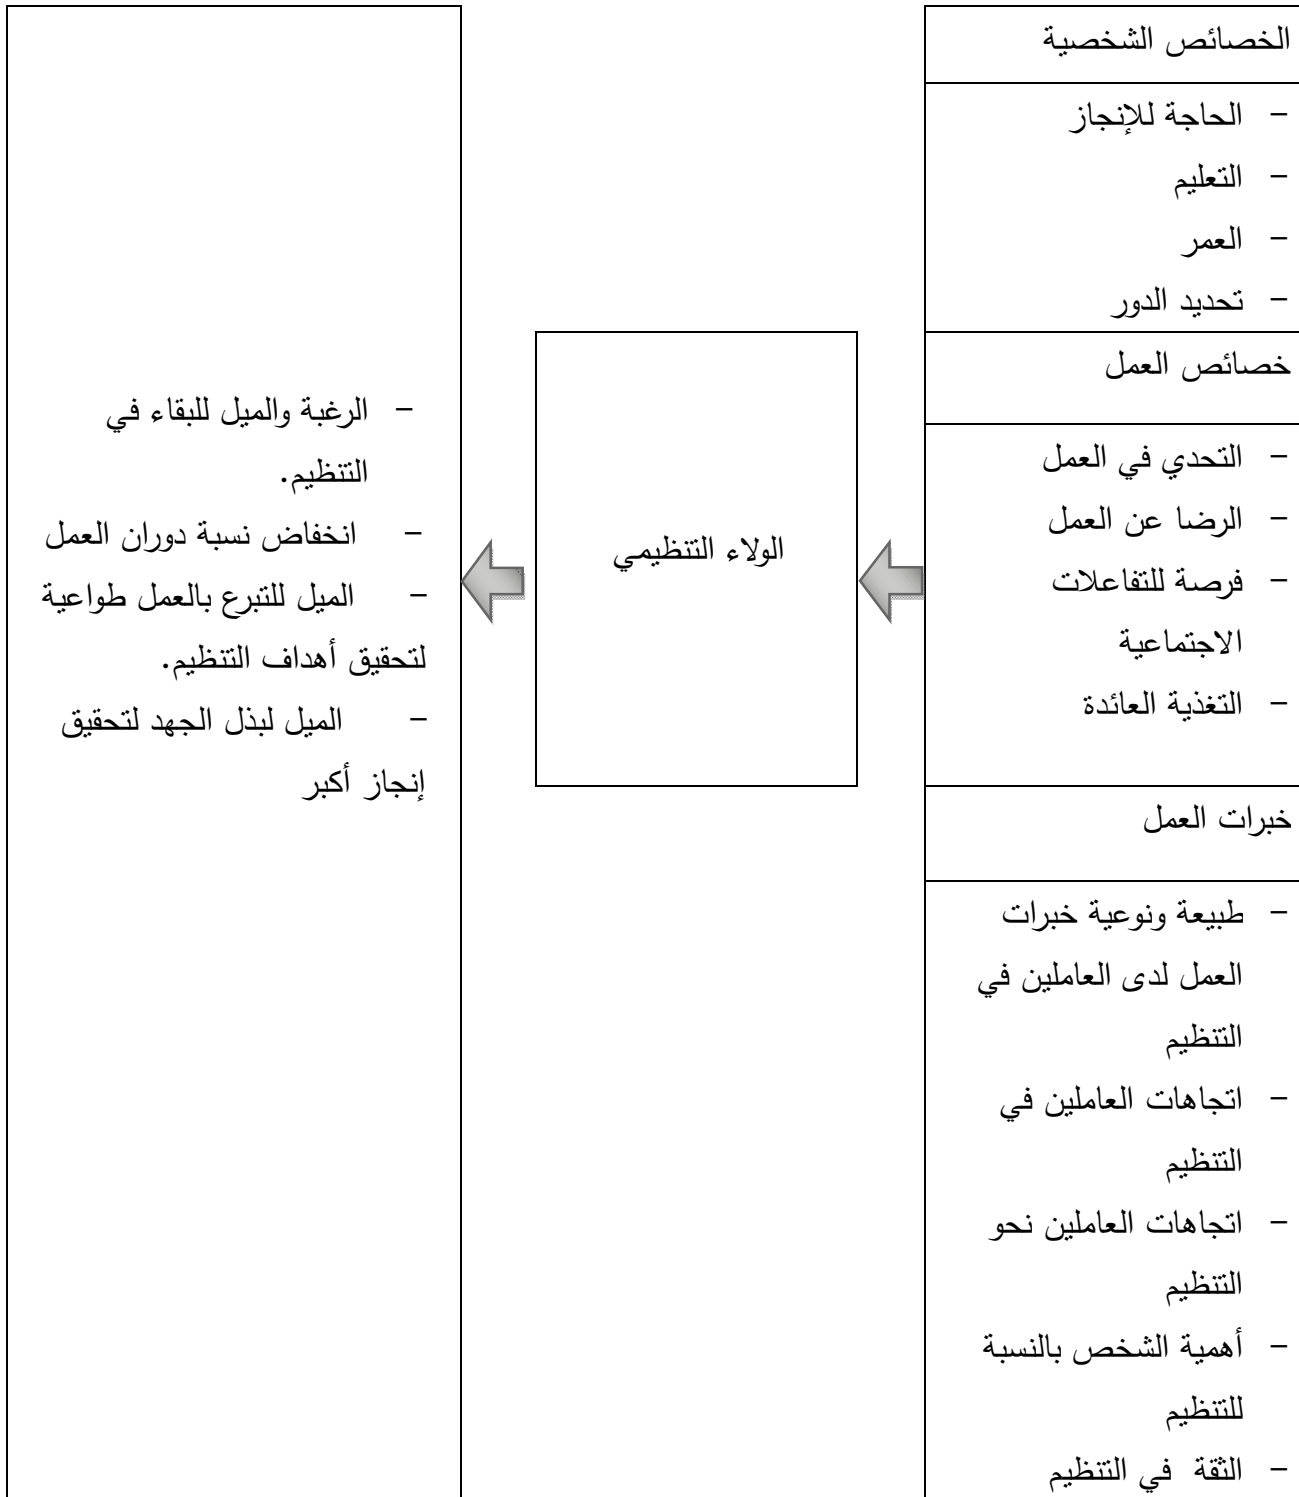 الخصائص الشخصية
- الحاجة للإنجاز
- التعليم
- العمر
- تحديد الدور
خصائص العمل
- التحدي في العمل
- الرضا عن العمل
- فرصة للتفاعلات
الاجتماعية
- التغذية العائدة
خبرات العمل
- طبيعة ونوعية خبرات
العمل لدى العاملين في
التنظيم
- اتجاهات العاملين في
التنظيم
- اتجاهات العاملين نحو
التنظيم
- أهمية الشخص بالنسبة
للتنظيم
- الثقة في التنظيم
الولاء التنظيمي
- الرغبة والميل للبقاء في
التنظيم.
- انخفاض نسبة دوران العمل
- الميل للتبرع بالعمل طواعية
لتحقيق أهداف التنظيم.
- الميل لبذل الجهد لتحقيق
إنجاز أكبر